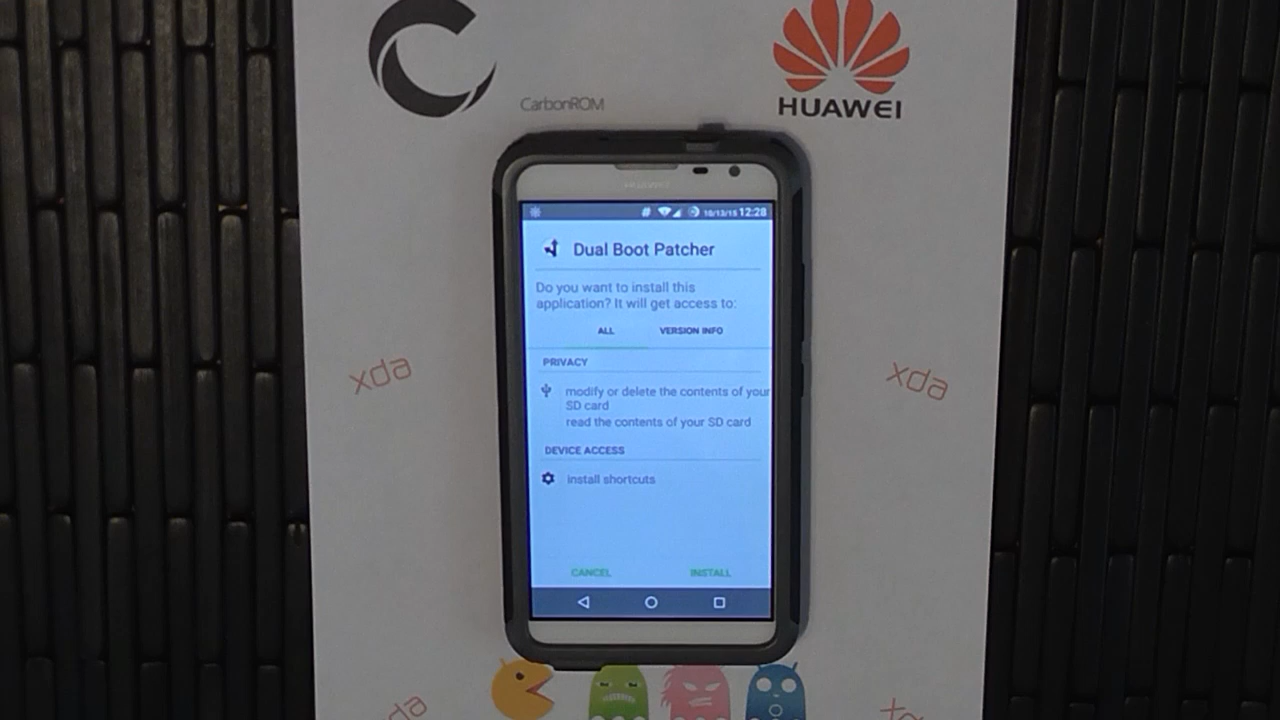 CarbonROM
HUAWEI
HUAWEI
10/13/15 12:28
Dual Boot Patcher
Do you want to install this
application? It will get access to:
ALL VERSION INFO
PRIVACY
modify or delete the contents of your
SD card
read the contents of your SD card
DEVICE ACCESS
install shortcuts
CANCEL INSTALL
xda
xda